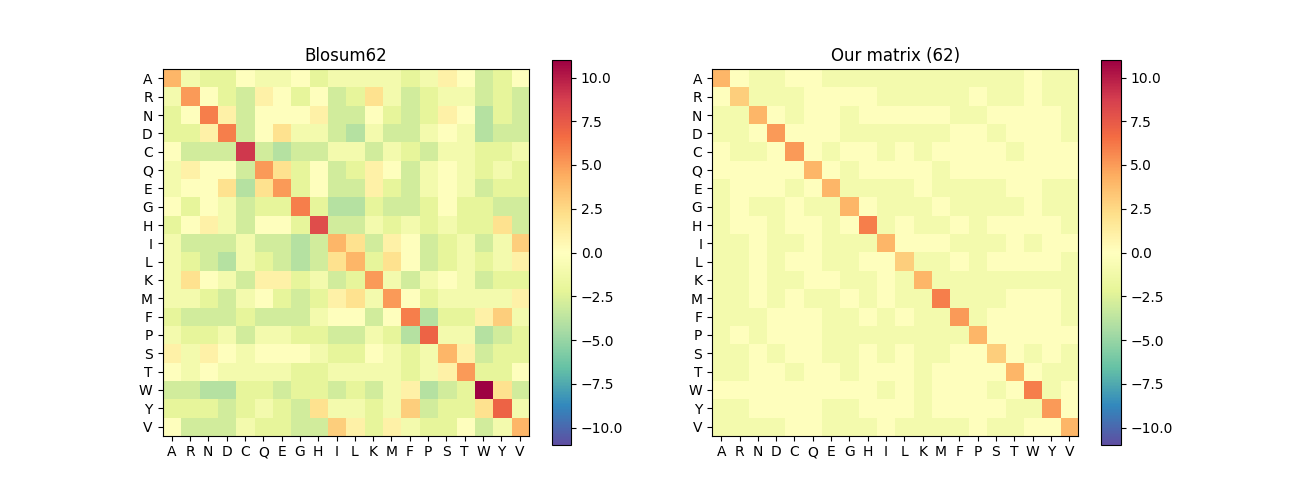 Blosum62
A
R
N
D
C
Q
E
G
H
I
L
K
M
F
P
S
T
W
Y
V
A R N D C Q E G H I L K M F P S T W Y V
10.0
7.5
5.0
2.5
0.0
−2.5
−5.0
−7.5
−10.0
Our matrix (62)
A
R
N
D
C
Q
E
G
H
I
L
K
M
F
P
S
T
W
Y
V
A R N D C Q E G H I L K M F P S T W Y V
10.0
7.5
5.0
2.5
0.0
−2.5
−5.0
−7.5
−10.0